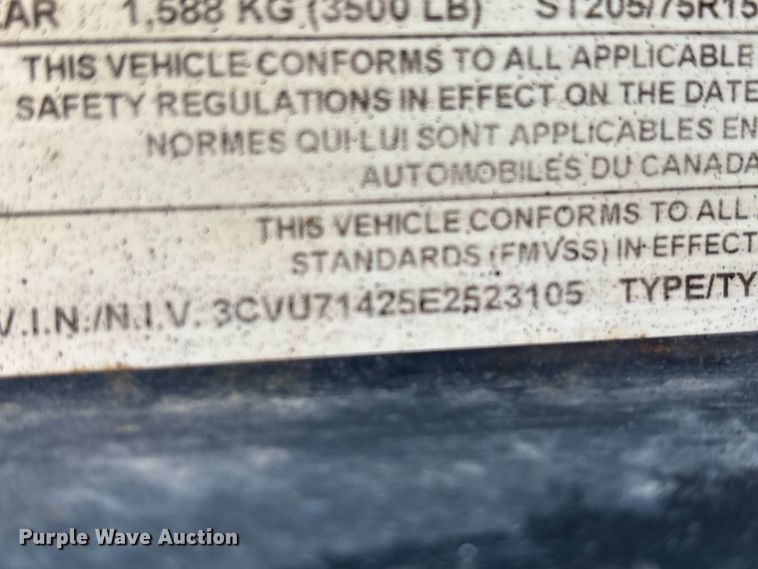 EAR 1,588 KG (3500 LB) ST205/75R15
THIS VEHICLE CONFORMS TO ALL APPLICABLE
SAFETY REGULATIONS IN EFFECT ON THE DATE
NORMES QUI LUI SONT APPLICABLES EN
AUTOMOBILES DU CANADA
THIS VEHICLE CONFORMS TO ALL
STANDARDS (FMVSS) IN EFFECT
V.I.N./N.I.V. 3CVU71425E2523105 TYPE/TY
Purple Wave Auction